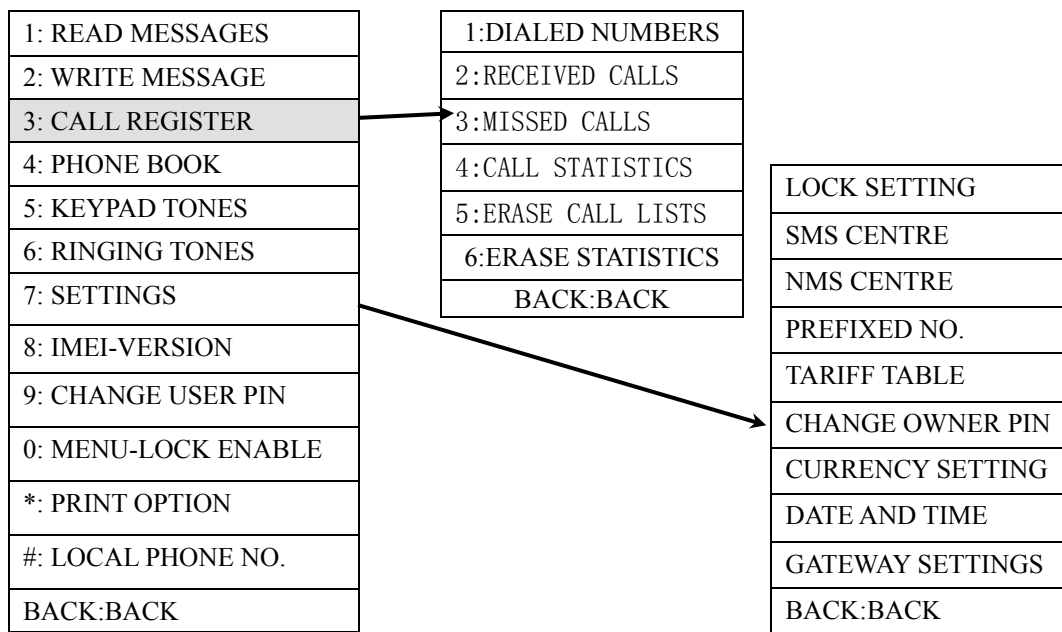 1: READ MESSAGES
2: WRITE MESSAGE
3: CALL REGISTER
4: PHONE BOOK
5: KEYPAD TONES
6: RINGING TONES
7: SETTINGS
8: IMEI-VERSION
9: CHANGE USER PIN
0: MENU-LOCK ENABLE
*: PRINT OPTION
#: LOCAL PHONE NO.
BACK:BACK
1:DIALED NUMBERS
2:RECEIVED CALLS
3:MISSED CALLS
4:CALL STATISTICS
5:ERASE CALL LISTS
6:ERASE STATISTICS
BACK:BACK
LOCK SETTING
SMS CENTRE
NMS CENTRE
PREFIXED NO.
TARIFF TABLE
CHANGE OWNER PIN
CURRENCY SETTING
DATE AND TIME
GATEWAY SETTINGS
BACK:BACK